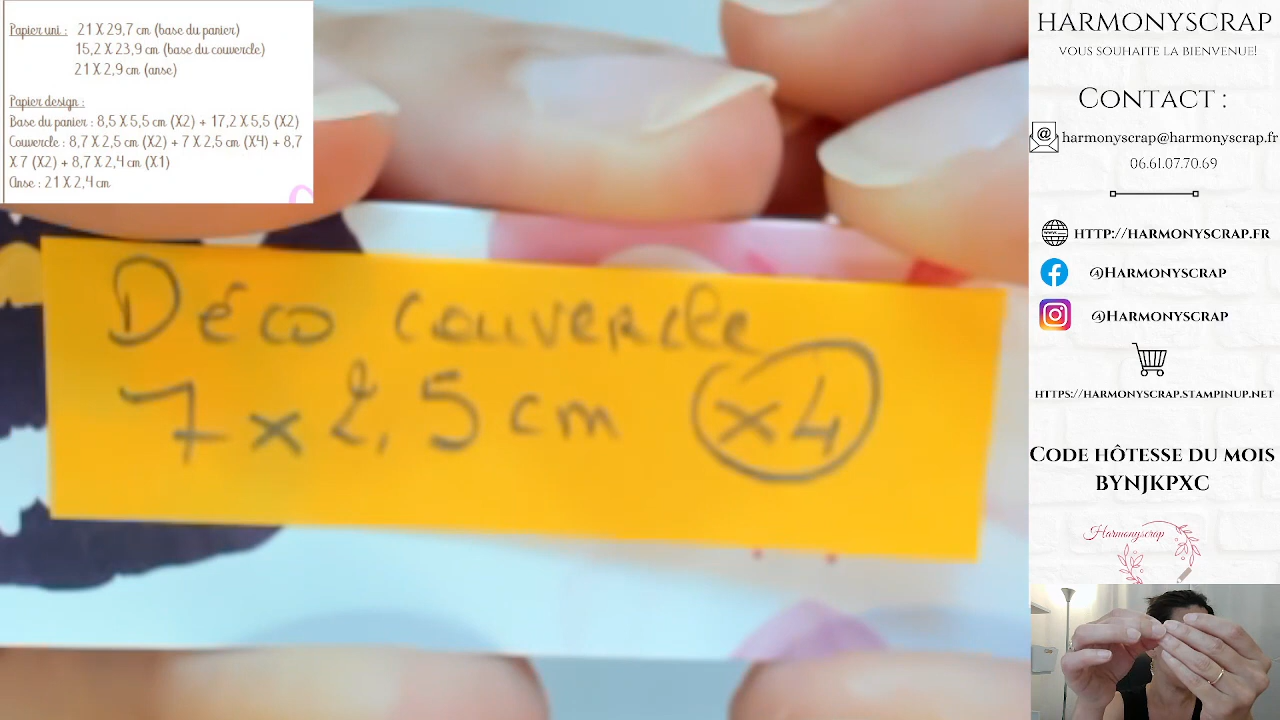 Papier uni : 21 X 29,7 cm (base du panier)
15,2 X 23,9 cm (base du couvercle)
21 X 2,9 cm (anse)
Papier design :
Base du panier : 8,5 X 5,5 cm (X2) + 17,2 X 5,5 (X2)
Couvercle : 8,7 X 2,5 cm (X2) + 7 X 2,5 cm (X4) + 8,7
X 7 (X2) + 8,7 X 2,4 cm (X1)
Anse : 21 X 2,4 cm
Déco couvercle
7 x 2,5 cm x4
HARMONYSCRAP
VOUS SOUHAITE LA BIENVENUE!
CONTACT :
harmonyscrap@harmonyscrap.fr
06.61.07.70.69
HTTP://HARMONYSCRAP.FR
@HARMONYSCRAP
@HARMONYSCRAP
HTTPS://HARMONYSCRAP.STAMPINUP.NET
CODE HÔTESSE DU MOIS
BYNJKPXC
Harmonyscrap